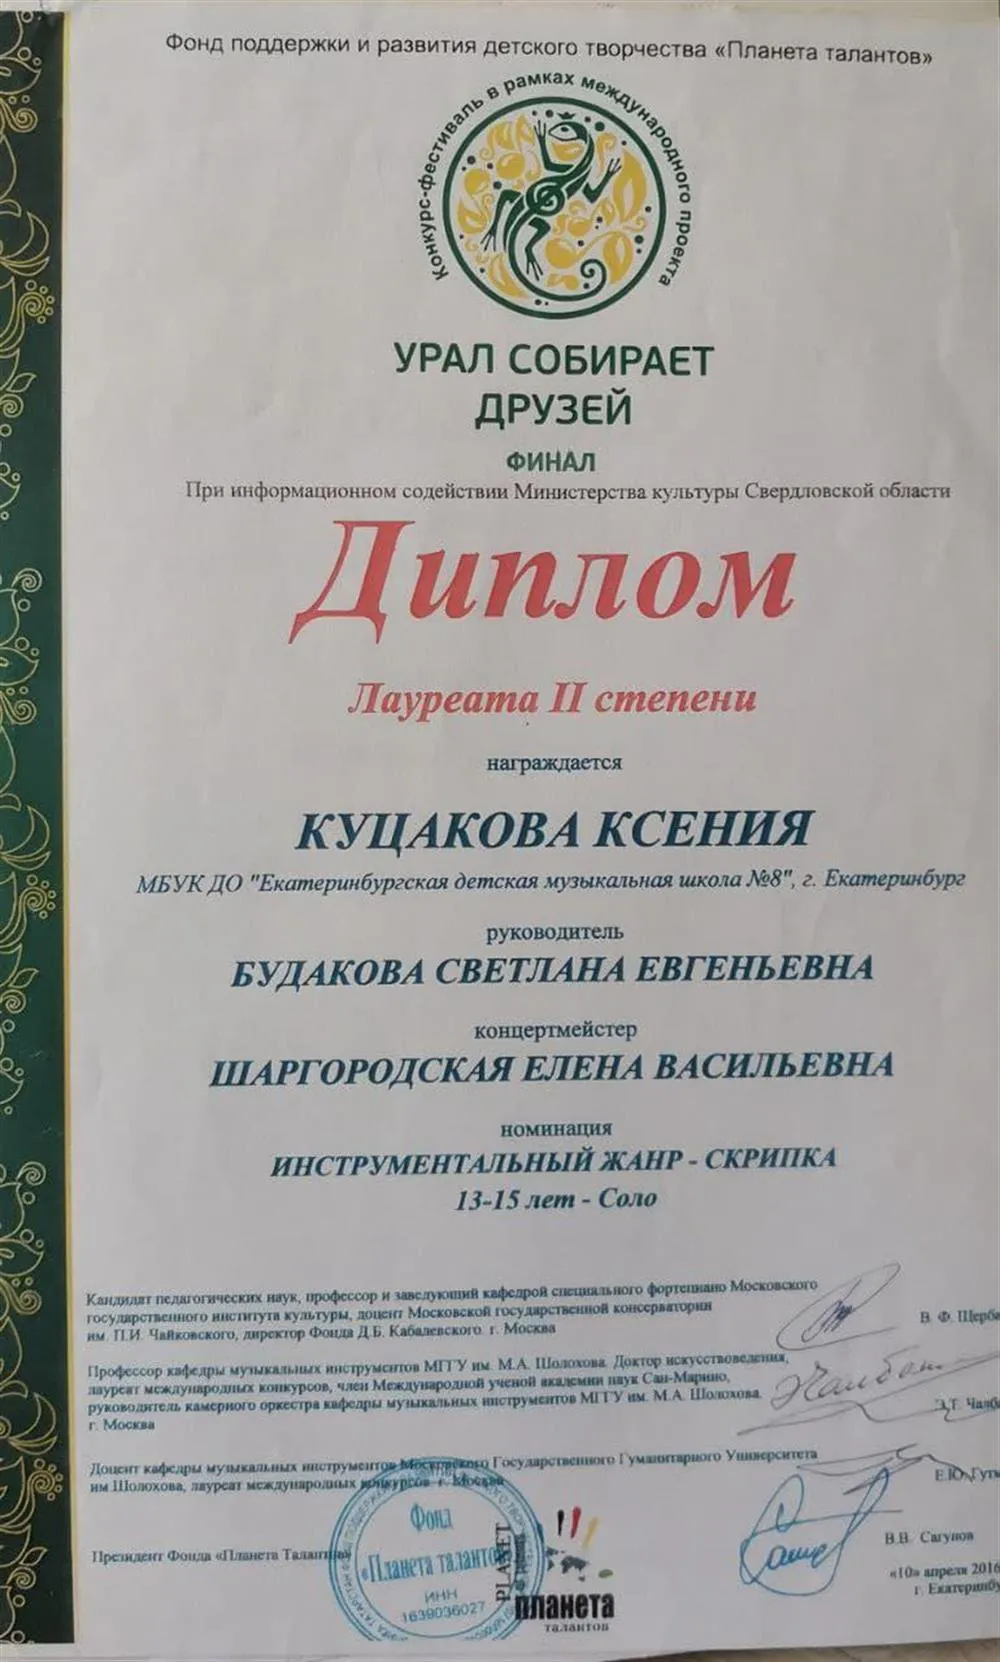 Фонд поддержки и развития детского творчества «Планета талантов»
Конкурс-фестиваль в рамках международного проекта
УРАЛ СОБИРАЕТ
ДРУЗЕЙ
ФИНАЛ
При информационном содействии Министерства культуры Свердловской области
Диплом
Лауреата II степени
награждается
КУЦАКОВА КСЕНИЯ
МБУК ДО "Екатеринбургская детская музыкальная школа №8", г. Екатеринбург
руководитель
БУДАКОВА СВЕТЛАНА ЕВГЕНЬЕВНА
концертмейстер
ШАРГОРОДСКАЯ ЕЛЕНА ВАСИЛЬЕВНА
номинация
ИНСТРУМЕНТАЛЬНЫЙ ЖАНР - СКРИПКА
13-15 лет - Соло
Кандидат педагогических наук, профессор и заведующий кафедрой специального фортепиано Московского
государственного института культуры, доцент Московской государственной консерватории
им. П.И. Чайковского, директор Фонда Д.Б. Кабалевского. г. Москва
В. Ф. Щерба
Профессор кафедры музыкальных инструментов МГГУ им. М.А. Шолохова. Доктор искусствоведения,
лауреат международных конкурсов, член Международной ученой академии наук Сан-Марино,
руководитель камерного оркестра кафедры музыкальных инструментов МГГУ им. М.А. Шолохова.
г. Москва
Э.Т. Чалб
Доцент кафедры музыкальных инструментов Московского Государственного Гуманитарного Университета
им Шолохова, лауреат международных конкурсов. г. Москва
Е.Ю. Гут
Президент Фонда «Планета Талантов»
В.В. Сагунов
«10» апреля 2016
г. Екатеринбу
Фонд
«Планета таланто
ИНН
1639036027
PLANET
планета
талантов